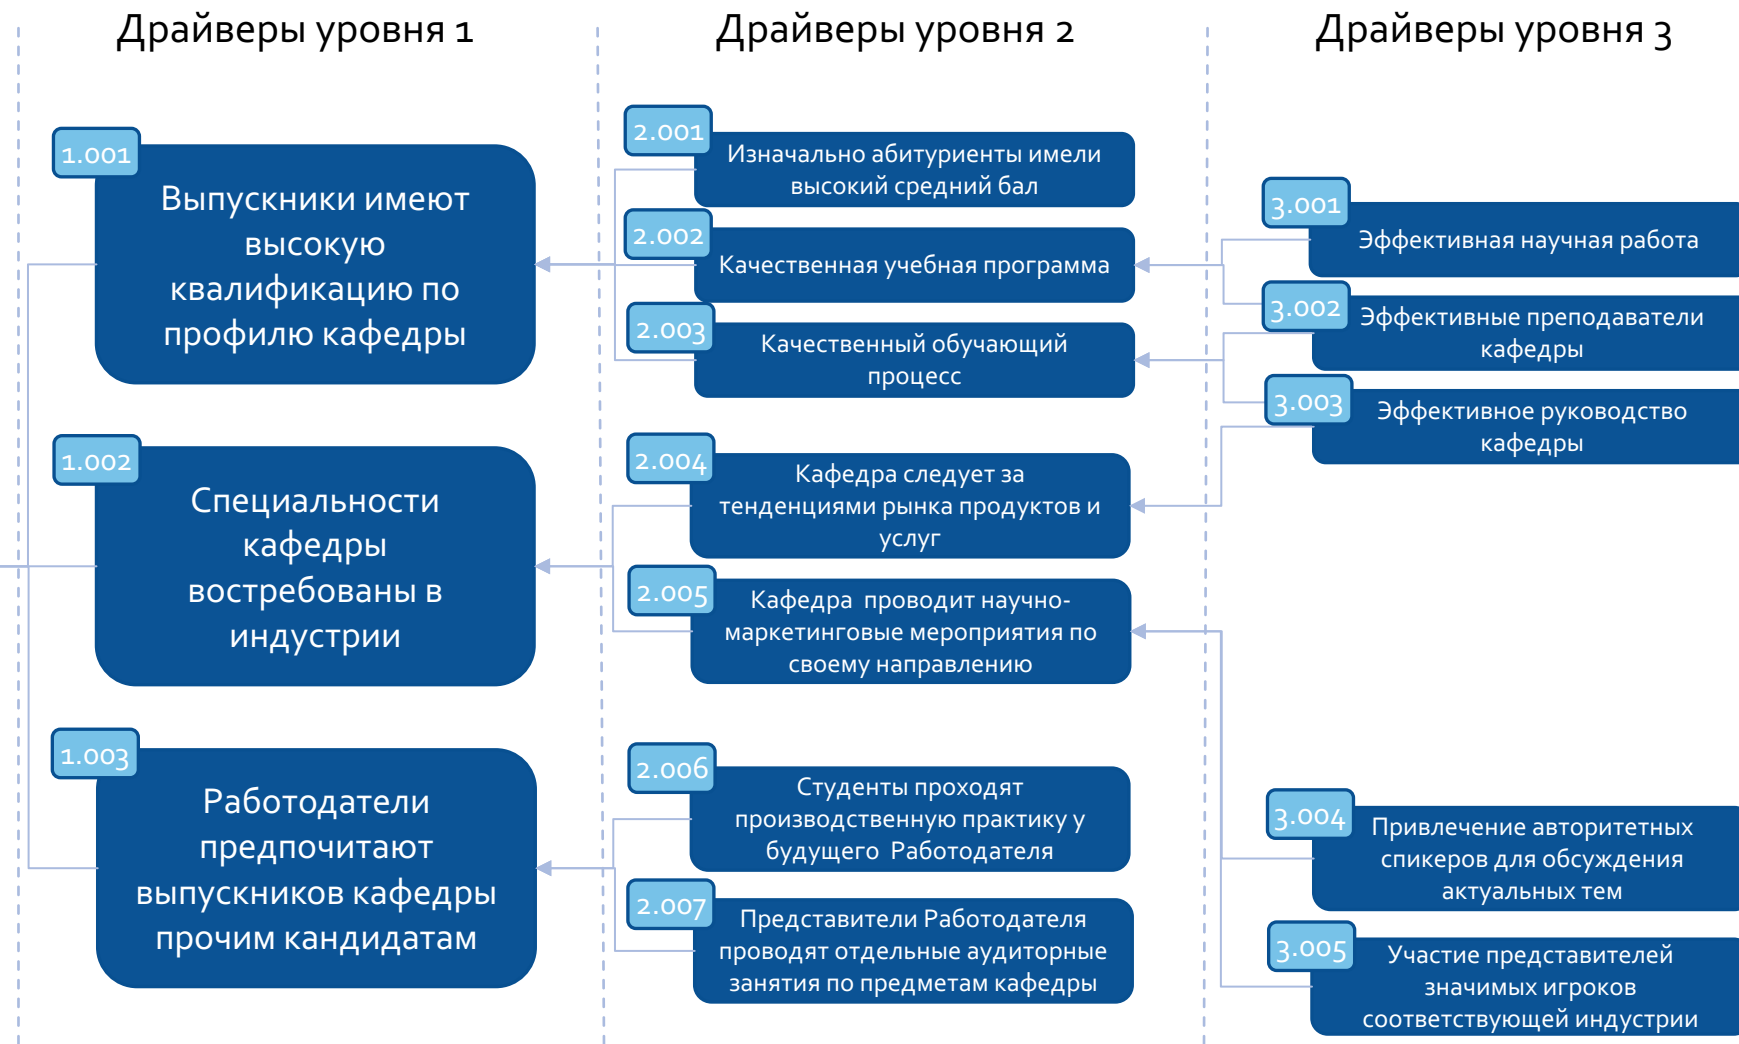 Драйверы уровня 1
Драйверы уровня 2
Драйверы уровня 3
1.001
Выпускники имеют
высокую
квалификацию по
профилю кафедры
1.002
Специальности
кафедры
востребованы в
индустрии
1.003
Работодатели
предпочитают
выпускников кафедры
прочим кандидатам
2.001
Изначально абитуриенты имели
высокий средний бал
2.002
Качественная учебная программа
2.003
Качественный обучающий
процесс
2.004
Кафедра следует за
тенденциями рынка продуктов и
услуг
2.005
Кафедра  проводит научно-
маркетинговые мероприятия по
своему направлению
2.006
Студенты проходят
производственную практику у
будущего  Работодателя
2.007
Представители Работодателя
проводят отдельные аудиторные
занятия по предметам кафедры
3.001
Эффективная научная работа
3.002
Эффективные преподаватели
кафедры
3.003
Эффективное руководство
кафедры
3.004
Привлечение авторитетных
спикеров для обсуждения
актуальных тем
3.005
Участие представителей
значимых игроков
соответствующей индустрии